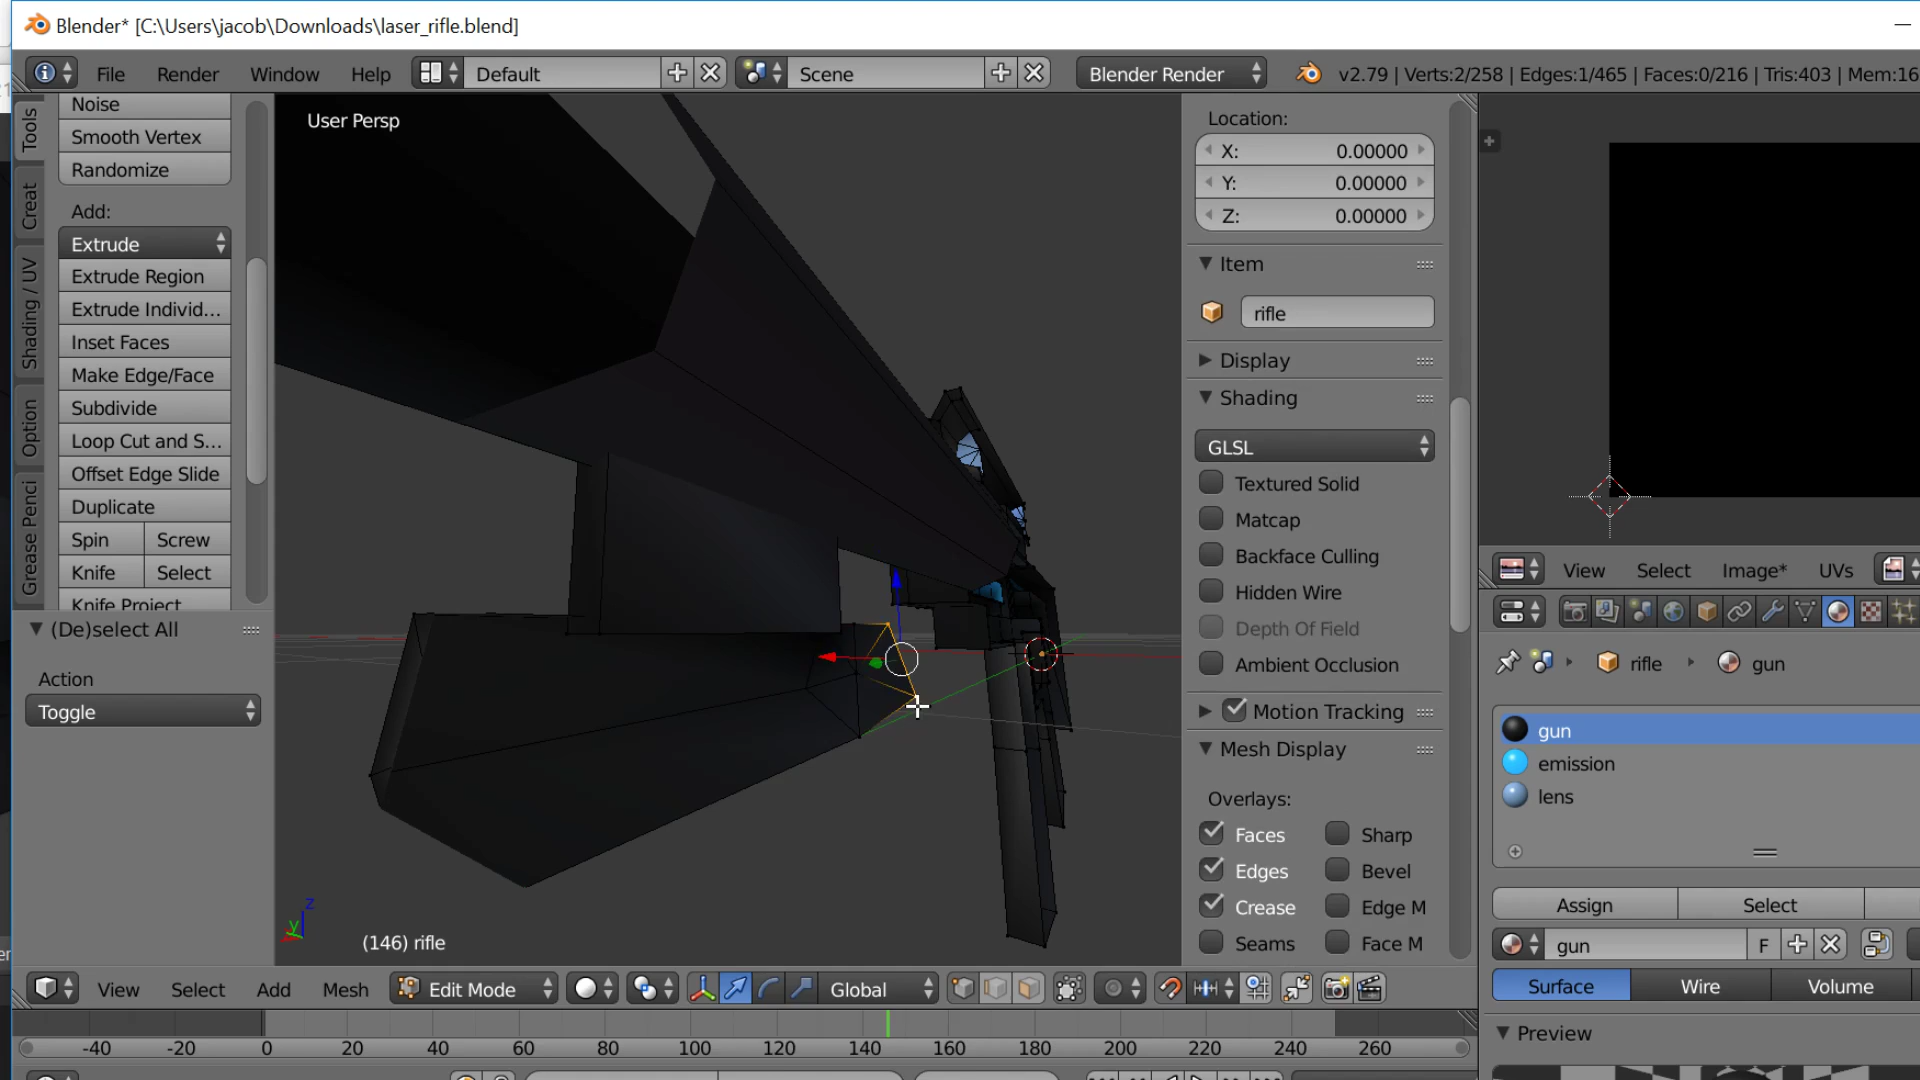 Blender* [C:\Users\jacob\Downloads\laser_rifle.blend]
File Render Window Help Default Scene Blender Render v2.79 | Verts:2/258 | Edges:1/465 | Faces:0/216 | Tris:403 | Mem:16
Tools
Creat
Shading / UV
Option
Grease Penci
Noise
Smooth Vertex
Randomize
Add:
Extrude
Extrude Region
Extrude Individ...
Inset Faces
Make Edge/Face
Subdivide
Loop Cut and S...
Offset Edge Slide
Duplicate
Spin Screw
Knife Select
Knife Project
(De)select All
Action
Toggle
User Persp
z
y
(146) rifle
Location:
X: 0.00000
Y: 0.00000
Z: 0.00000
Item
rifle
Display
Shading
GLSL
Textured Solid
Matcap
Backface Culling
Hidden Wire
Depth Of Field
Ambient Occlusion
Motion Tracking
Mesh Display
Overlays:
Faces Sharp
Edges Bevel
Crease Edge M
Seams Face M
View Select Image* UVs
rifle gun
gun
emission
lens
Assign Select
gun F
Surface Wire Volume
Preview
View Select Add Mesh Edit Mode Global
-40 -20 0 20 40 60 80 100 120 140 160 180 200 220 240 260